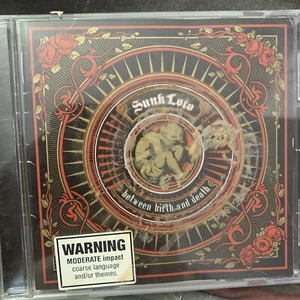 Sunk Loto
between birth and death
WARNING
MODERATE impact
coarse language
and/or themes.